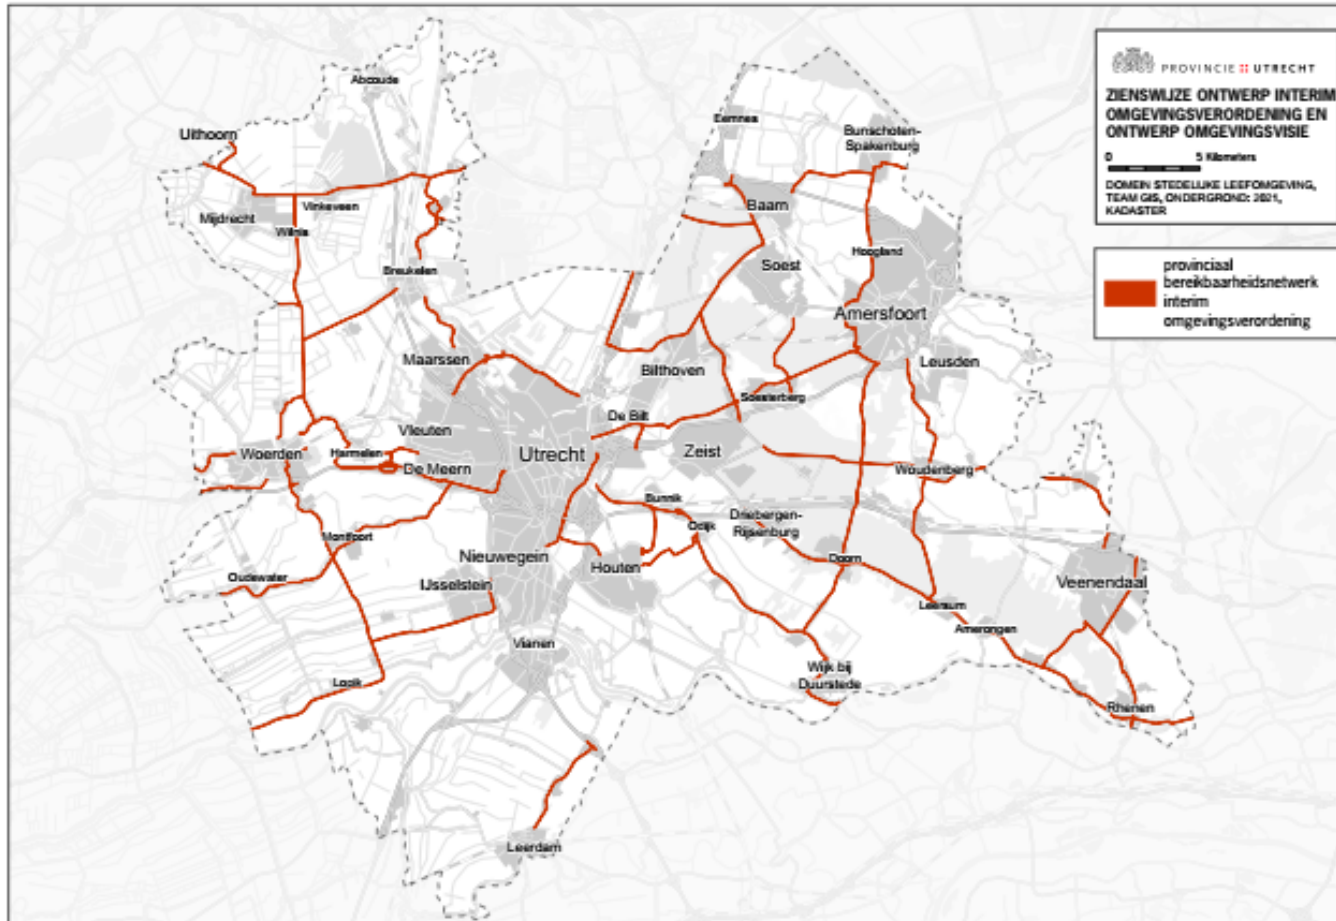 PROVINCIE UTRECHT
ZIENSWIJZE ONTWERP INTERIM
OMGEVINGSVERORDENING EN
ONTWERP OMGEVINGSVISIE
0 5 Kilometers
DOMEIN STEDELIJKE LEEFOMGEVING,
TEAM GIS, ONDERGROND: 2021,
KADASTER
provinciaal
bereikbaarheidsnetwerk
interim
omgevingsverordening
Abcoude
Uithoorn
Eemnes
Bunschoten-
Spakenburg
Mijdrecht
Vinkeveen
Wilnis
Baarn
Breukelen
Soest
Hoogland
Amersfoort
Maarssen
Bilthoven
Leusden
Soesterberg
De Bilt
Vleuten
Woerden
Harmelen
De Meern
Utrecht
Zeist
Woudenberg
Bunnik
Driebergen-
Rijsenburg
Odijk
Montfoort
Nieuwegein
Doorn
Oudewater
IJsselstein
Houten
Veenendaal
Leersum
Amerongen
Vianen
Wijk bij
Duurstede
Lopik
Rhenen
Leerdam